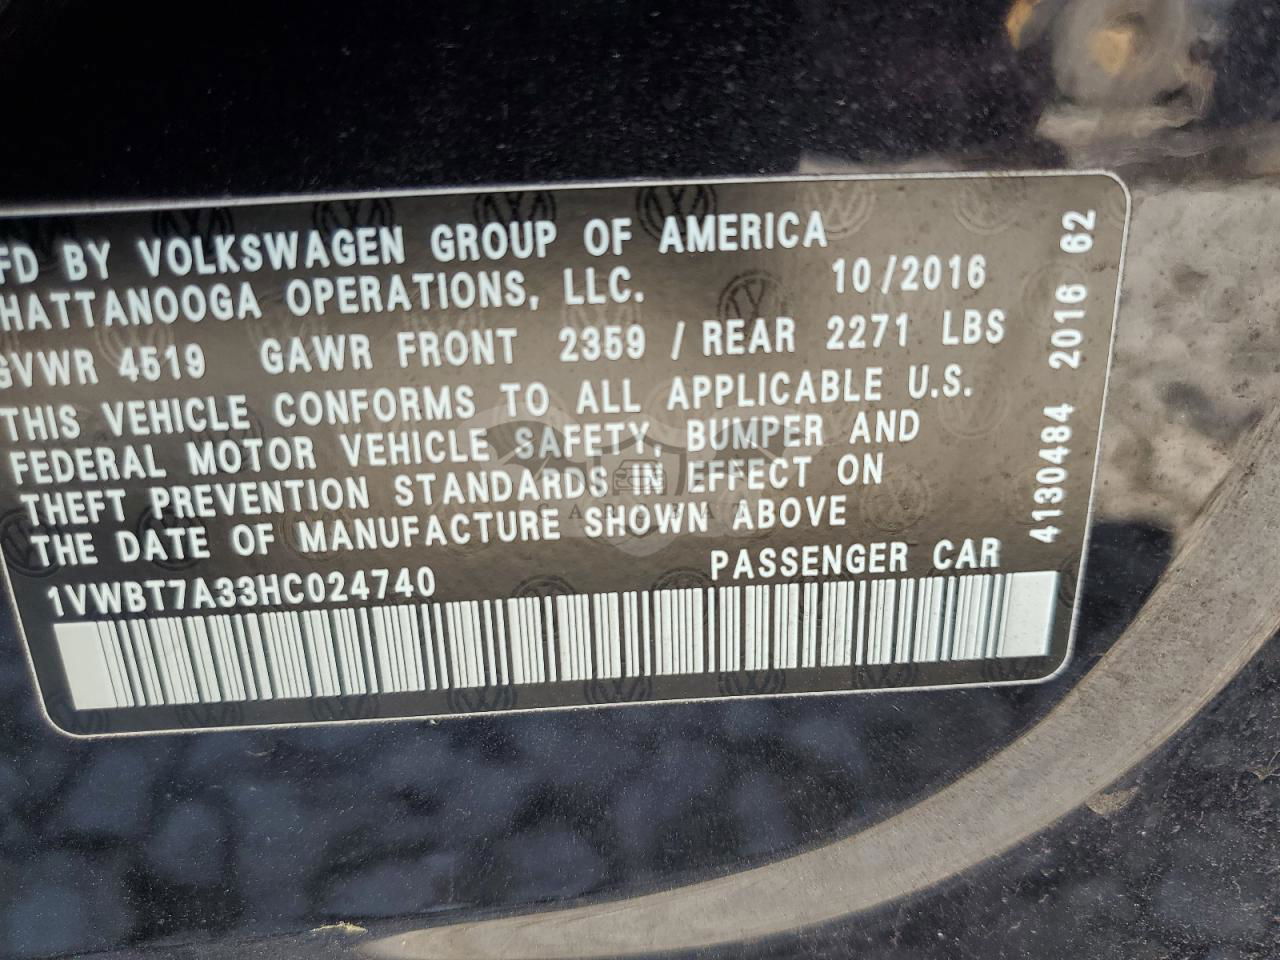 FD BY VOLKSWAGEN GROUP OF AMERICA
HATTANOOGA OPERATIONS, LLC. 10/2016
GVWR 4519 GAWR FRONT 2359 / REAR 2271 LBS
THIS VEHICLE CONFORMS TO ALL APPLICABLE U.S.
FEDERAL MOTOR VEHICLE SAFETY, BUMPER AND
THEFT PREVENTION STANDARDS IN EFFECT ON
THE DATE OF MANUFACTURE SHOWN ABOVE
1VWBT7A33HC024740 PASSENGER CAR
4130484 2016 62